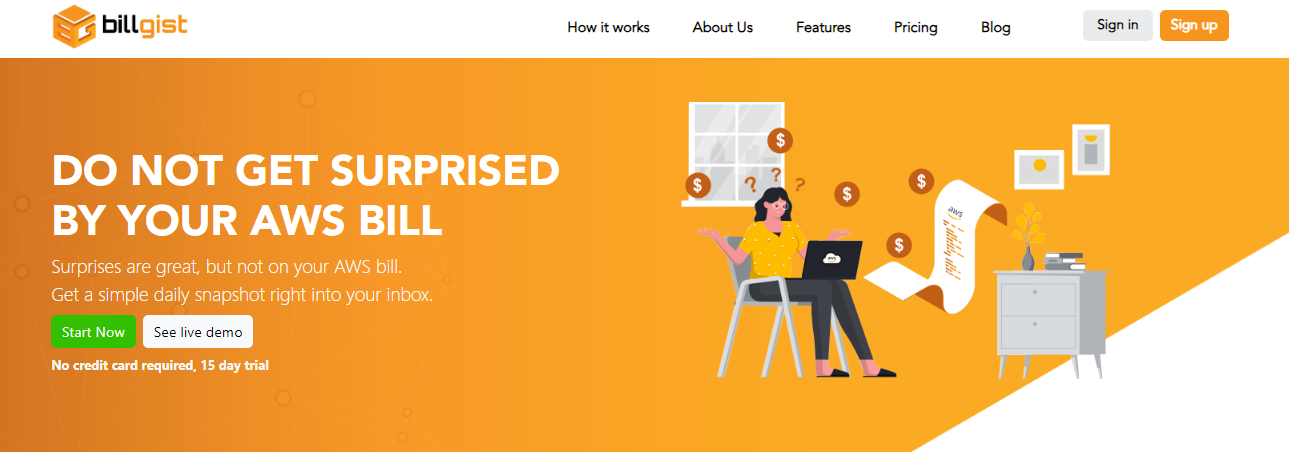 billgist
How it works
About Us
Features
Pricing
Blog
Sign in
Sign up
DO NOT GET SURPRISED
BY YOUR AWS BILL
Surprises are great, but not on your AWS bill.
Get a simple daily snapshot right into your inbox.
Start Now
See live demo
No credit card required, 15 day trial
$
$
? ? ?
$
$
$
aws
aws